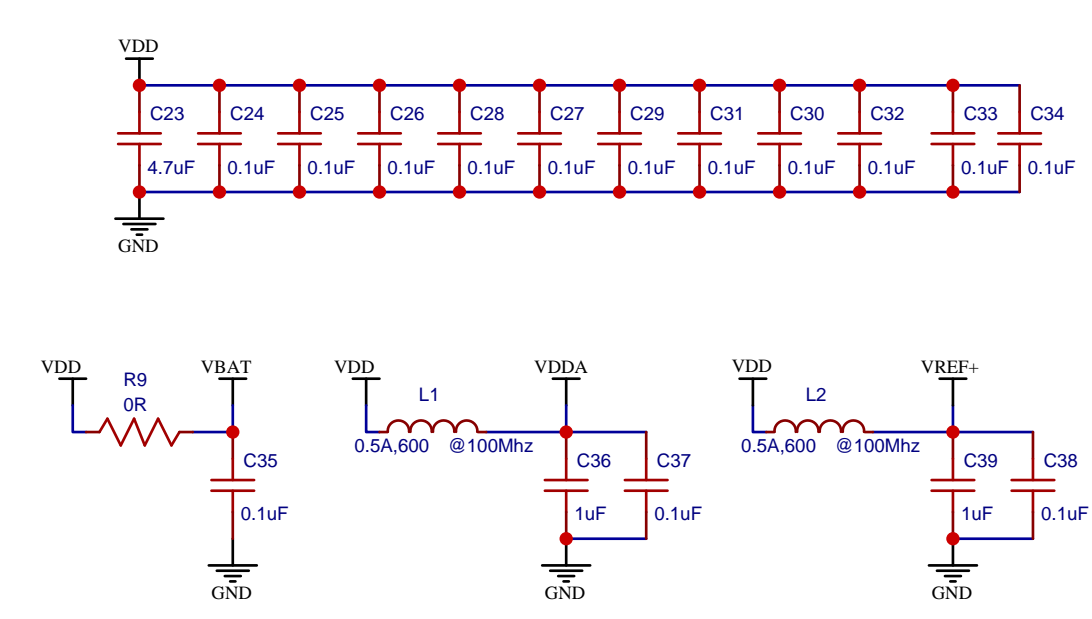 VDD
C23 C24 C25 C26 C28 C27 C29 C31 C30 C32 C33 C34
4.7uF 0.1uF 0.1uF 0.1uF 0.1uF 0.1uF 0.1uF 0.1uF 0.1uF 0.1uF 0.1uF 0.1uF
GND
VDD VBAT VDD VDDA VDD VREF+
R9 L1 L2
0R
0.5A,600 @100Mhz 0.5A,600 @100Mhz
C35 C36 C37 C39 C38
0.1uF 1uF 0.1uF 1uF 0.1uF
GND GND GND